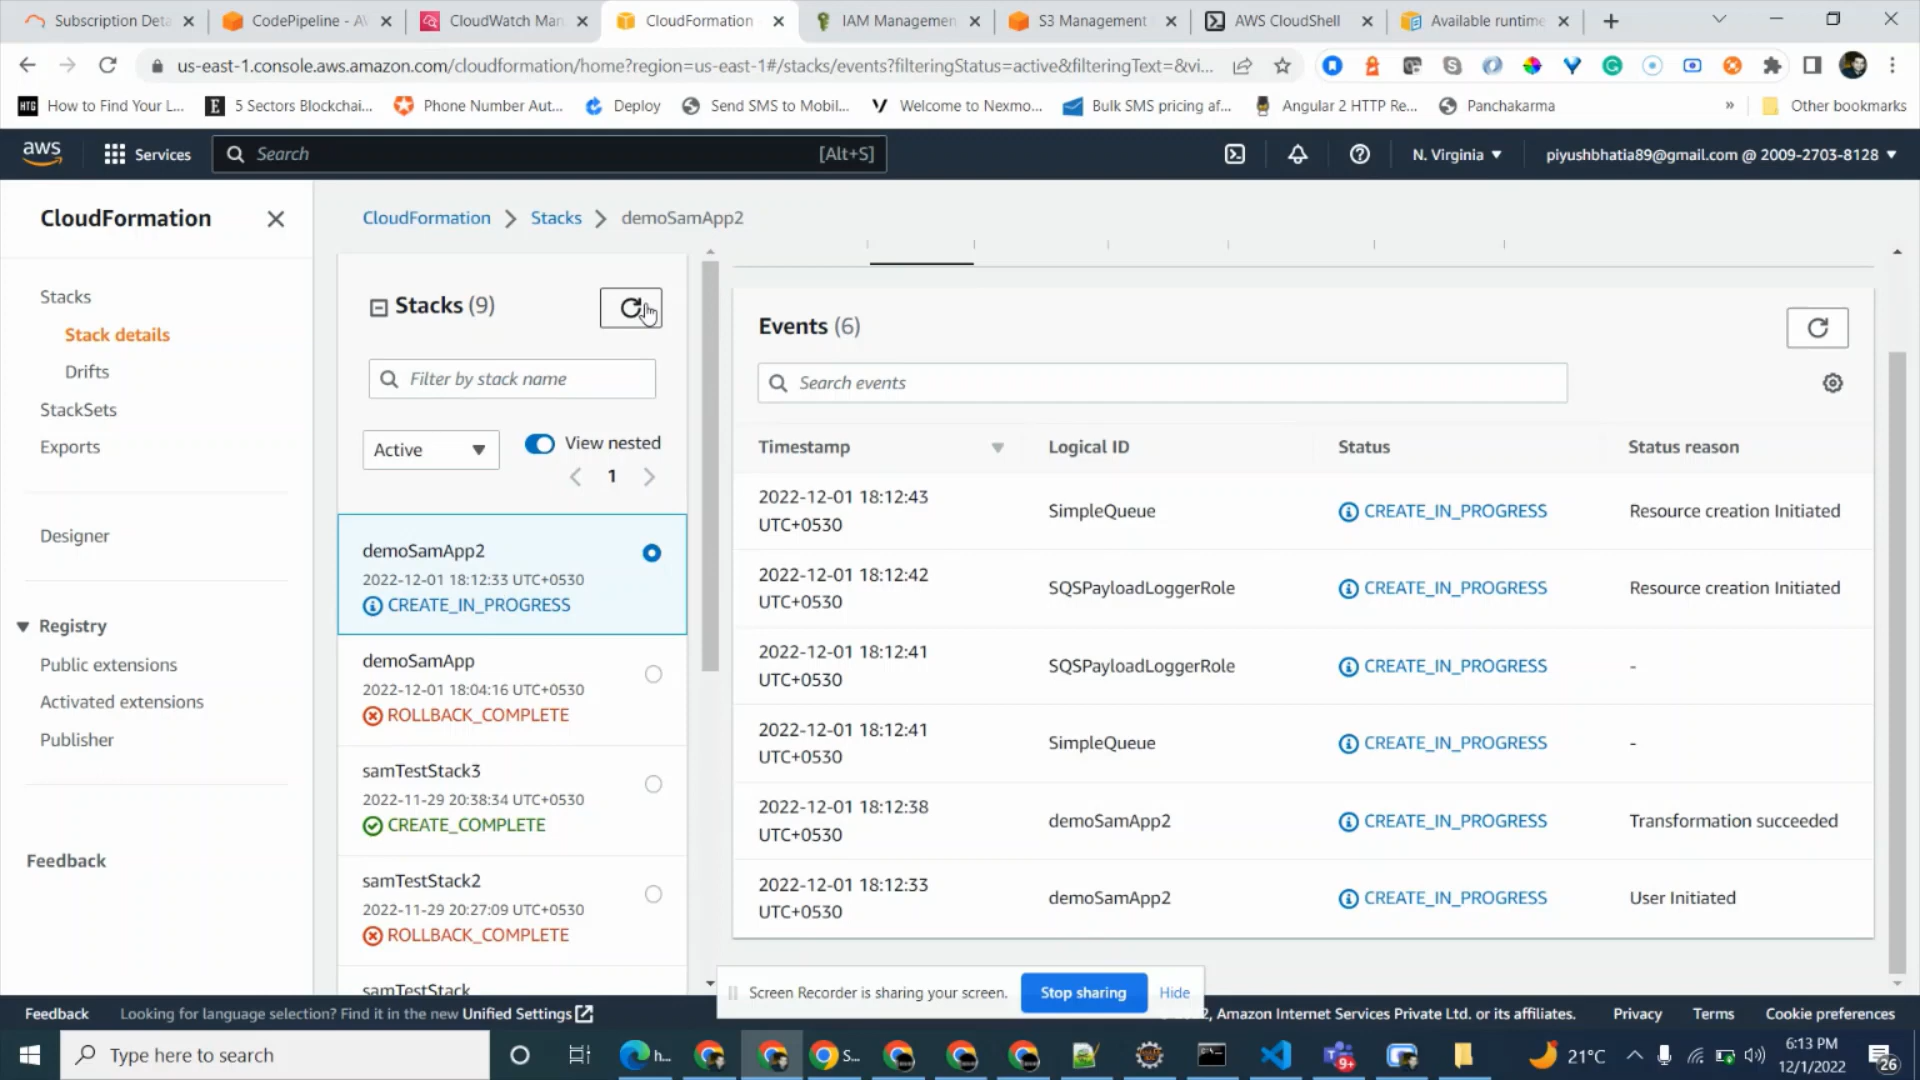 Subscription Deta
CodePipeline - A
CloudWatch Man
CloudFormation
IAM Managemen
S3 Management
AWS CloudShell
Available runtime
us-east-1.console.aws.amazon.com/cloudformation/home?region=us-east-1#/stacks/events?filteringStatus=active&filteringText=&vi...
HTG How to Find Your L...
E 5 Sectors Blockchai...
Phone Number Aut...
Deploy
Send SMS to Mobil...
Welcome to Nexmo...
Bulk SMS pricing af...
Angular 2 HTTP Re...
Panchakarma
»
Other bookmarks
aws
Services
Search
[Alt+S]
N. Virginia
piyushbhatia89@gmail.com @ 2009-2703-8128
CloudFormation
Stacks
Stack details
Drifts
StackSets
Exports
Designer
Registry
Public extensions
Activated extensions
Publisher
Feedback
CloudFormation > Stacks > demoSamApp2
Stacks (9)
Filter by stack name
Active
View nested
1
demoSamApp2
2022-12-01 18:12:33 UTC+0530
CREATE_IN_PROGRESS
demoSamApp
2022-12-01 18:04:16 UTC+0530
ROLLBACK_COMPLETE
samTestStack3
2022-11-29 20:38:34 UTC+0530
CREATE_COMPLETE
samTestStack2
2022-11-29 20:27:09 UTC+0530
ROLLBACK_COMPLETE
samTestStack
Events (6)
Search events
Timestamp Logical ID Status Status reason
2022-12-01 18:12:43
UTC+0530
SimpleQueue CREATE_IN_PROGRESS Resource creation Initiated
2022-12-01 18:12:42
UTC+0530
SQSPayloadLoggerRole CREATE_IN_PROGRESS Resource creation Initiated
2022-12-01 18:12:41
UTC+0530
SQSPayloadLoggerRole CREATE_IN_PROGRESS -
2022-12-01 18:12:41
UTC+0530
SimpleQueue CREATE_IN_PROGRESS -
2022-12-01 18:12:38
UTC+0530
demoSamApp2 CREATE_IN_PROGRESS Transformation succeeded
2022-12-01 18:12:33
UTC+0530
demoSamApp2 CREATE_IN_PROGRESS User Initiated
Screen Recorder is sharing your screen.
Stop sharing
Hide
Feedback
Looking for language selection? Find it in the new Unified Settings
2, Amazon Internet Services Private Ltd. or its affiliates.
Privacy
Terms
Cookie preferences
Type here to search
h...
S...
9+
21°C
6:13 PM
12/1/2022
26